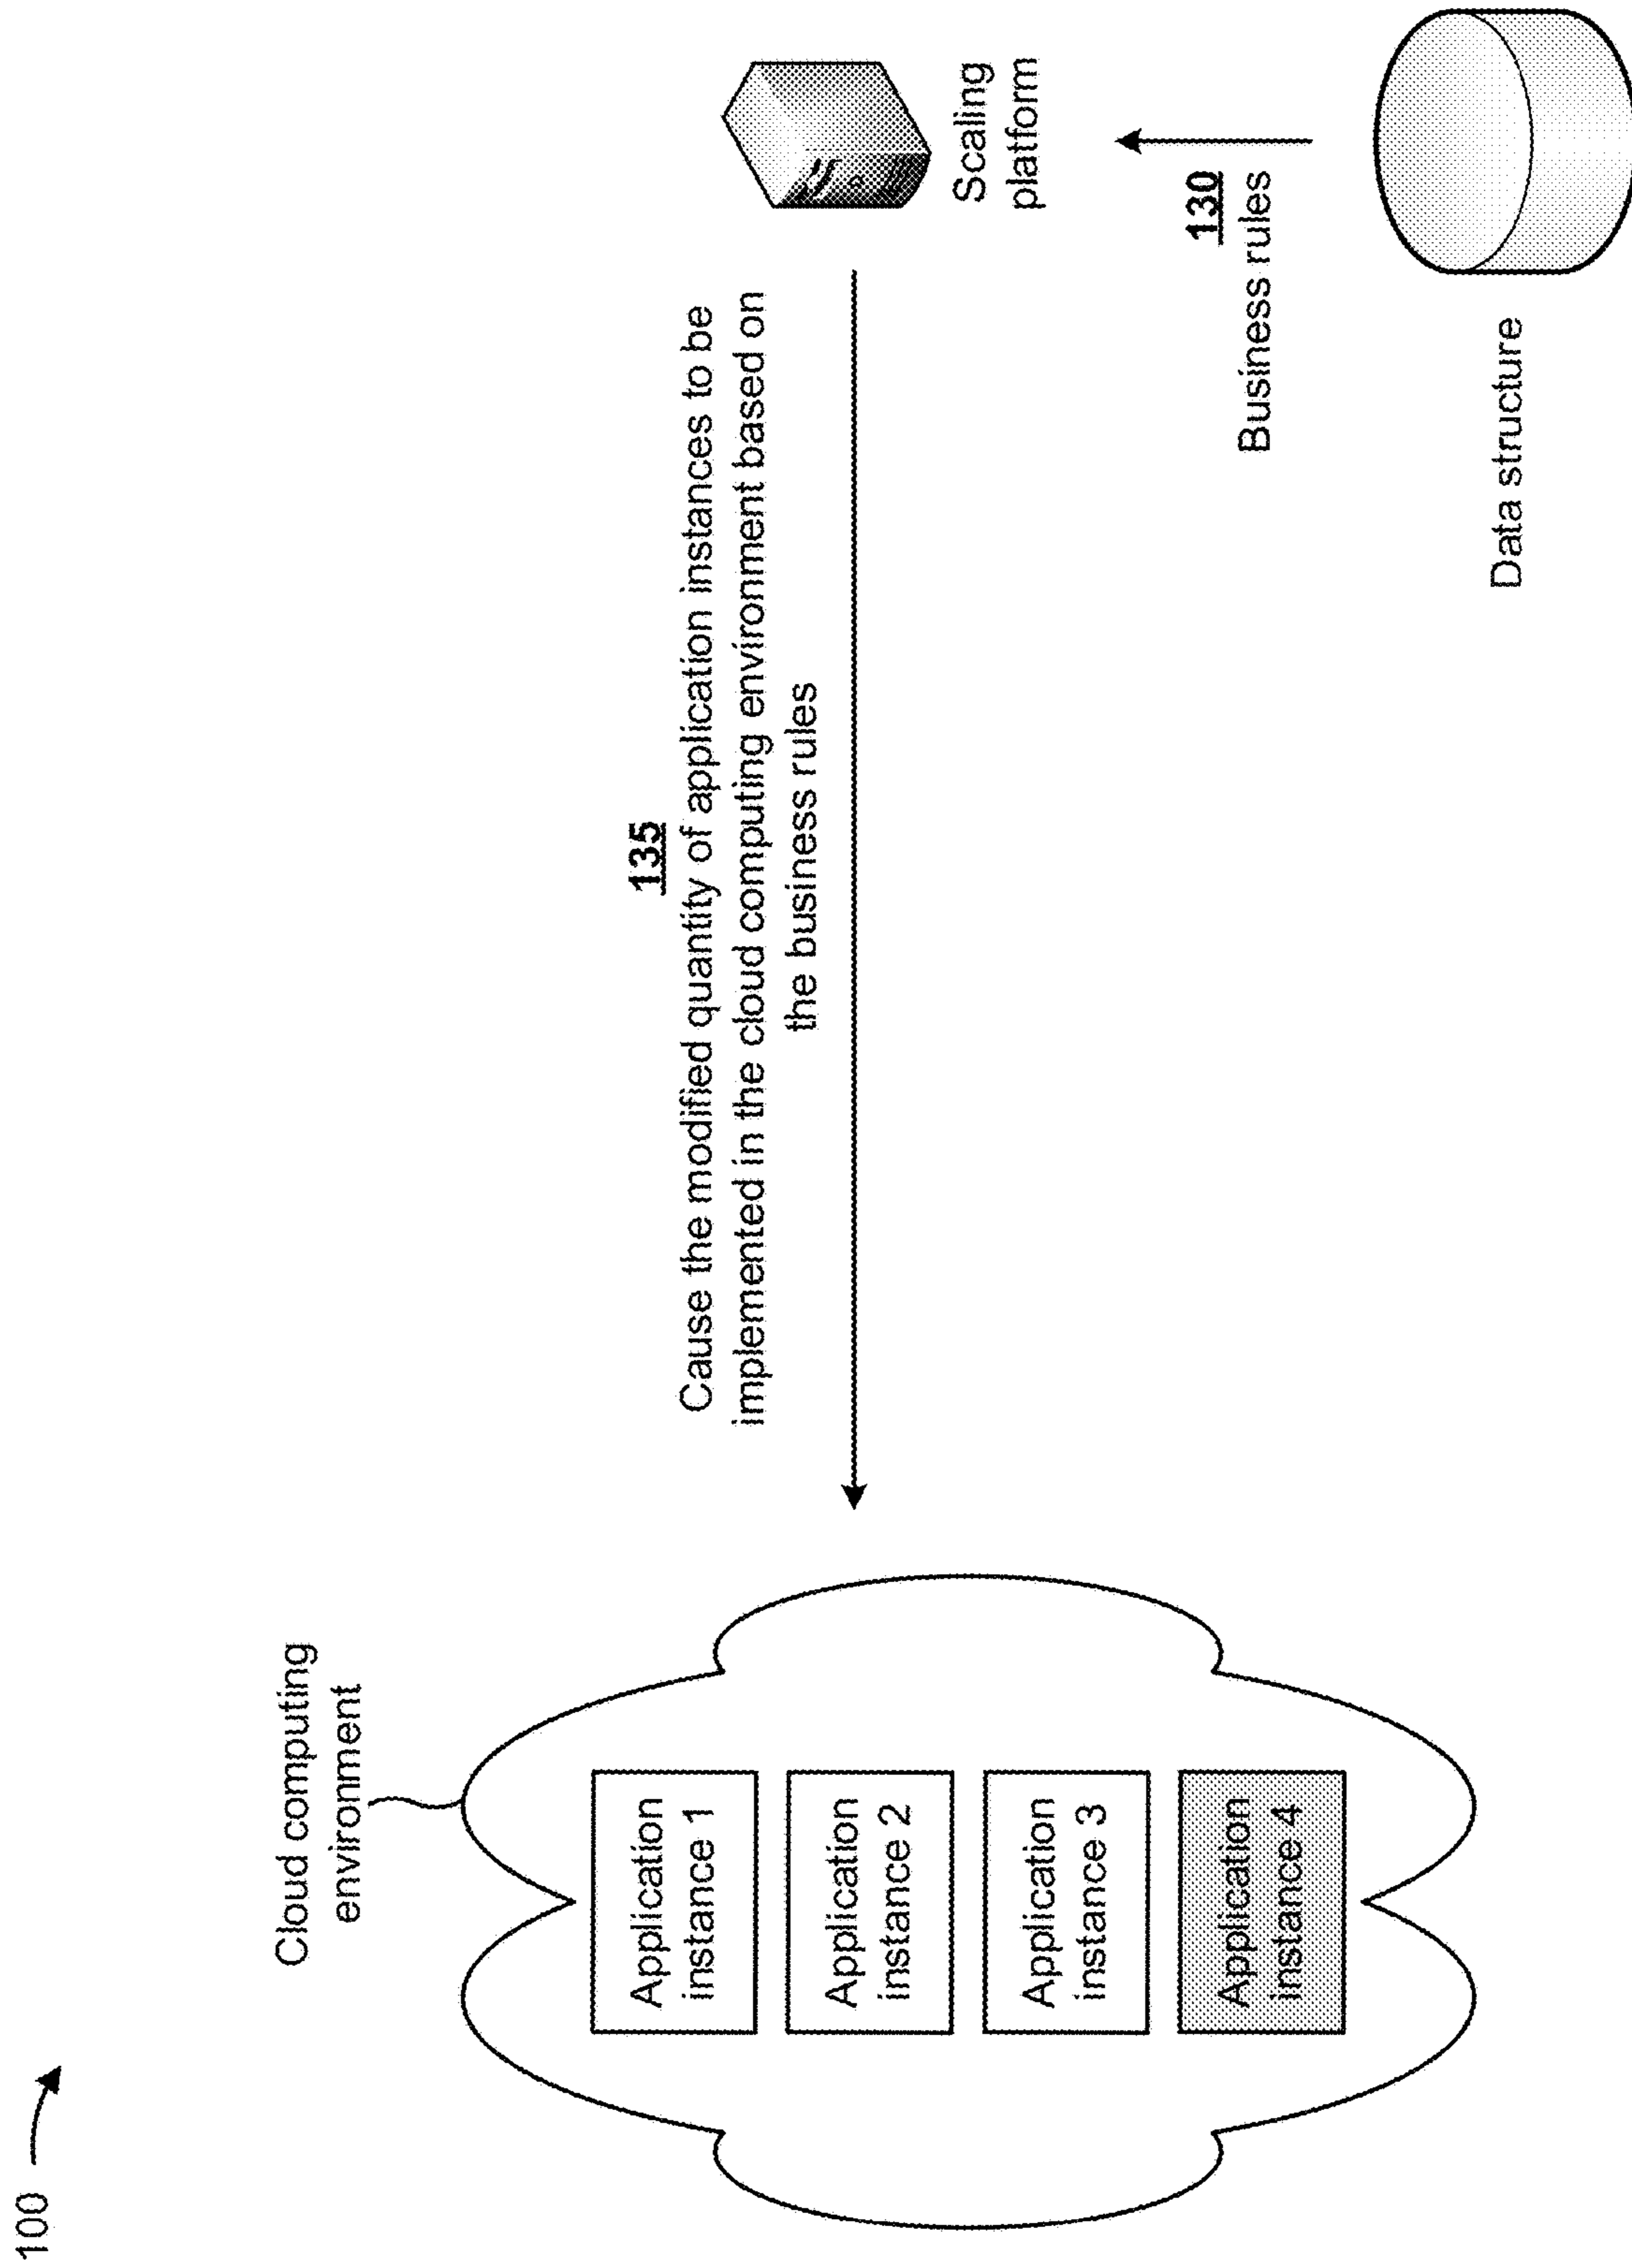 100
Cloud computing
environment
Application
instance 1
Application
instance 2
Application
instance 3
Application
instance 4
135
Cause the modified quantity of application instances to be
implemented in the cloud computing environment based on
the business rules
Scaling
platform
130
Business rules
Data structure